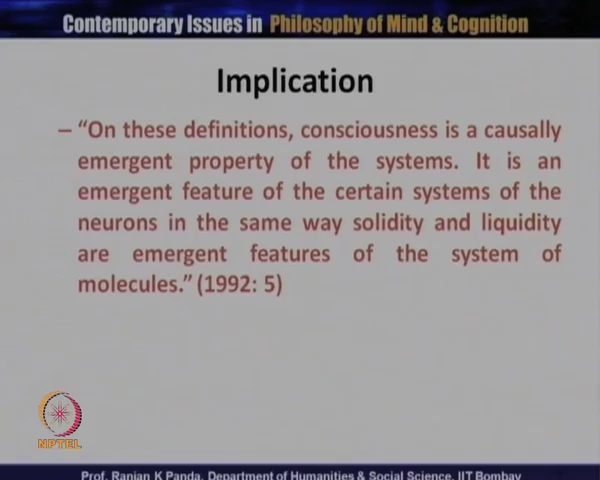 Contemporary Issues in Philosophy of Mind & Cognition
Implication
– “On these definitions, consciousness is a causally
emergent property of the systems. It is an
emergent feature of the certain systems of the
neurons in the same way solidity and liquidity
are emergent features of the system of
molecules.” (1992: 5)
NPTEL
Prof. Ranjan K Panda, Department of Humanities & Social Science, IIT Bombay